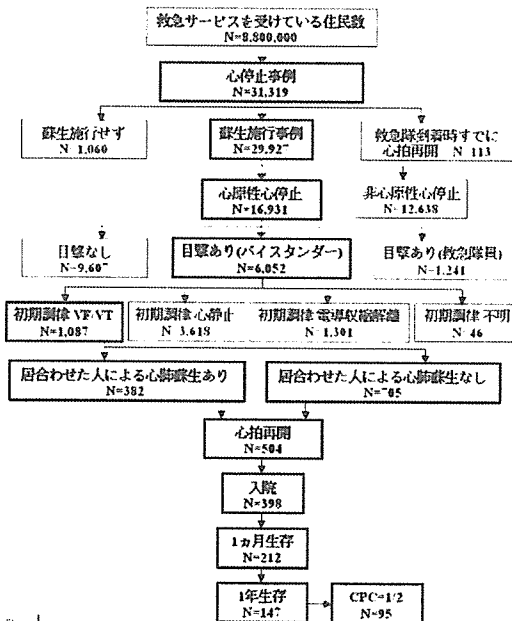 救急サービスを受けている住民数
N=8,800,000
心停止事例
N=31,319
蘇生施行せず
N=1,060
蘇生施行事例
N=29,927
救急隊到着時すでに
心拍再開 N=113
心原性心停止
N=16,931
非心原性心停止
N=12,638
目撃なし
N=9,607
目撃あり(バイスタンダー)
N=6,052
目撃あり(救急隊員)
N=1,241
初期調律 VF/VT
N=1,087
初期調律 心静止
N=3,618
初期調律 電導収縮解離
N=1,301
初期調律 不明
N=46
居合わせた人による心肺蘇生あり
N=382
居合わせた人による心肺蘇生なし
N=705
心拍再開
N=504
入院
N=398
1ヵ月生存
N=212
1年生存
N=147
CPC=1/2
N=95